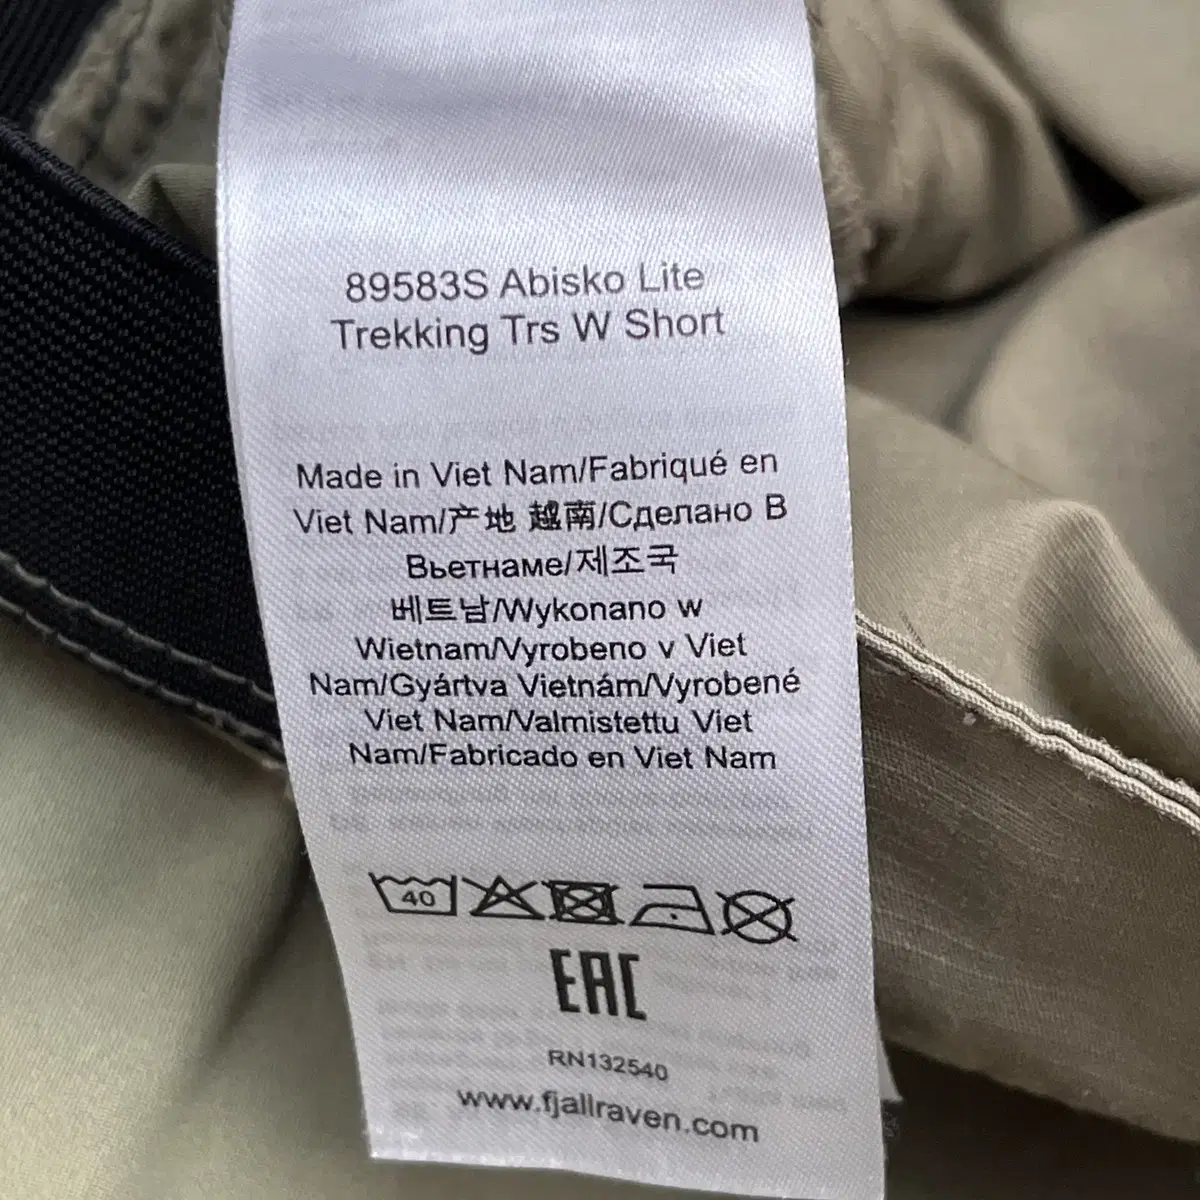 89583S Abisko Lite
Trekking Trs W Short
Made in Viet Nam/Fabriqué en
Viet Nam/产地 越南/Сделано В
Вьетнаме/제조국
베트남/Wykonano w
Wietnam/Vyrobeno v Viet
Nam/Gyártva Vietnám/Vyrobené
Viet Nam/Valmistettu Viet
Nam/Fabricado en Viet Nam
40
EAC
RN132540
www.fjallraven.com